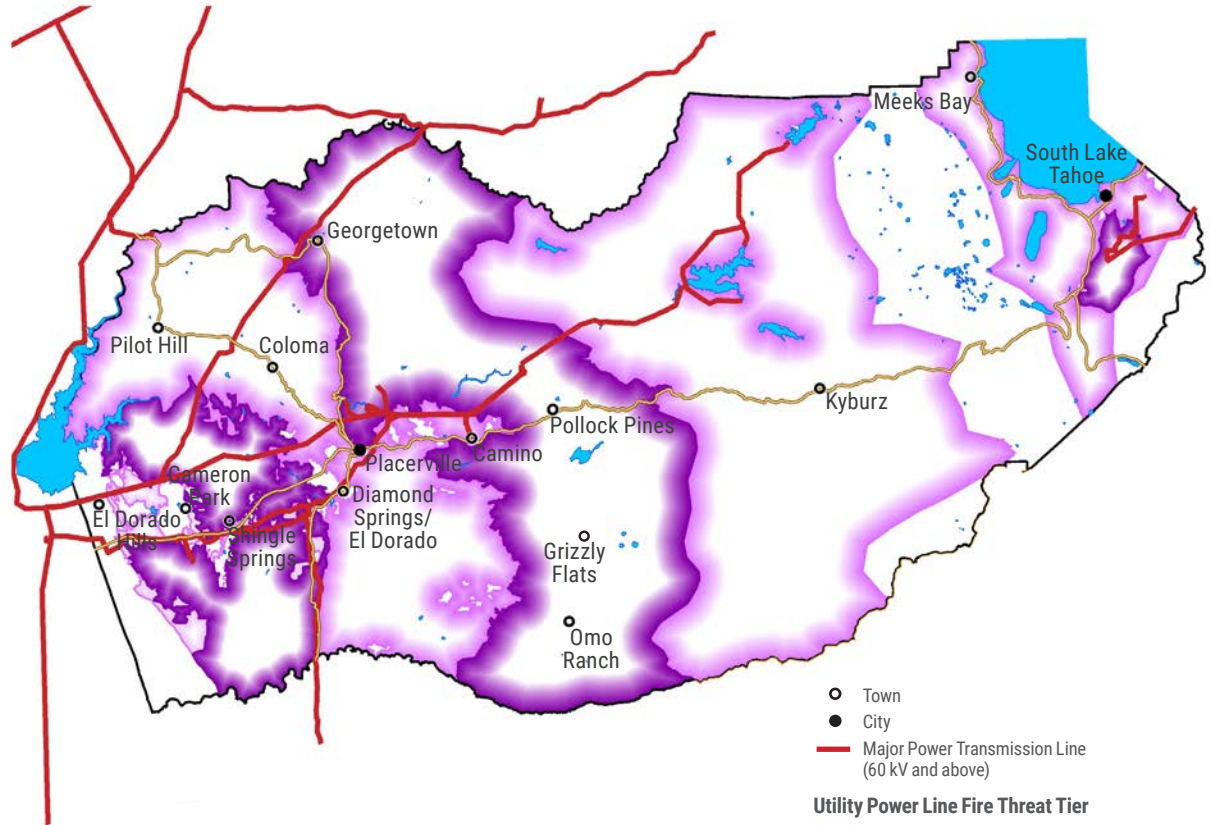 Meeks Bay
South Lake
Tahoe
Georgetown
Pilot Hill
Coloma
Kyburz
Pollock Pines
Camino
Placerville
Cameron
Park
Diamond
Springs/
El Dorado
El Dorado
Hills
Shingle
Springs
Grizzly
Flats
Omo
Ranch
Town
City
Major Power Transmission Line
(60 kV and above)
Utility Power Line Fire Threat Tier